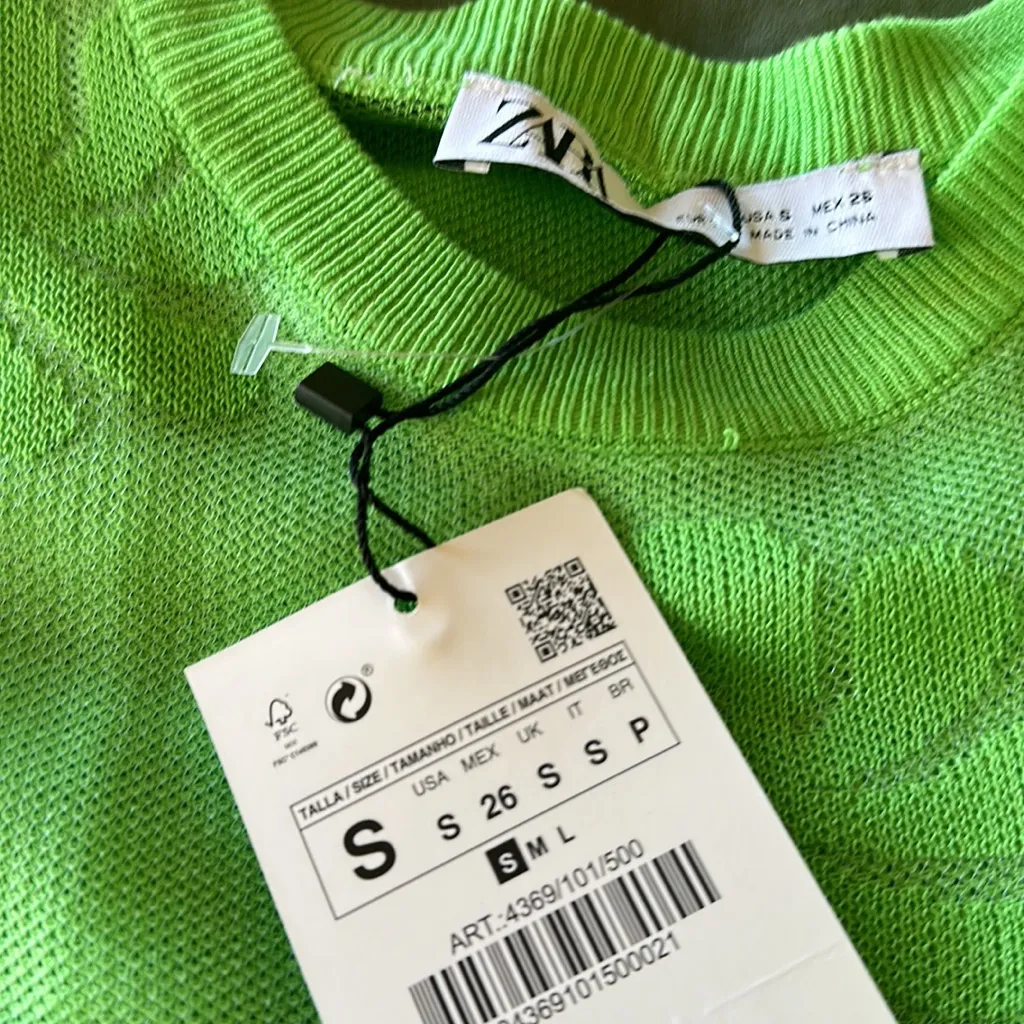 USA S MEX 26
MADE IN CHINA
®
FSC
TALLA / SIZE / TAMANHO / TAILLE / MAAT / ΜΕΓΕΘΟΣ
USA MEX UK IT BR
S S 26 S S P
S M L
ART.:4369/101/500
04369101500021